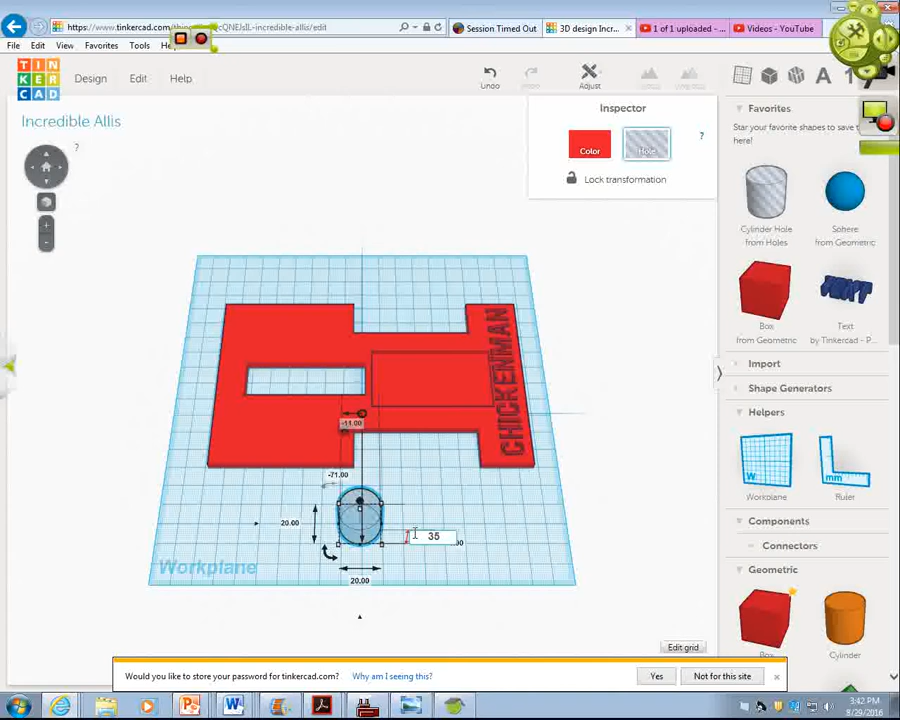 https://www.tinkercad.com/
Session Timed Out
3D design Incr...
1 of 1 uploaded - ...
Videos - YouTube
File Edit View Favorites Tools
TIN
KER
CAD
Design Edit Help
Undo
Adjust
Incredible Allis
?
Inspector
Color
Hole
?
Lock transformation
Favorites
Star your favorite shapes to save
here!
Cylinder Hole
from Holes
Sphere
from Geometric
Box
from Geometric
Text
by Tinkercad - P...
Import
Shape Generators
Helpers
Workplane
Ruler
Components
Connectors
Geometric
Box
Cylinder
CHICKENMAN
-11.00
-71.00
20.00
35
20.00
Workplane
Edit grid
Would you like to store your password for tinkercad.com? Why am I seeing this?
Yes
Not for this site
3:42 PM
8/29/2016